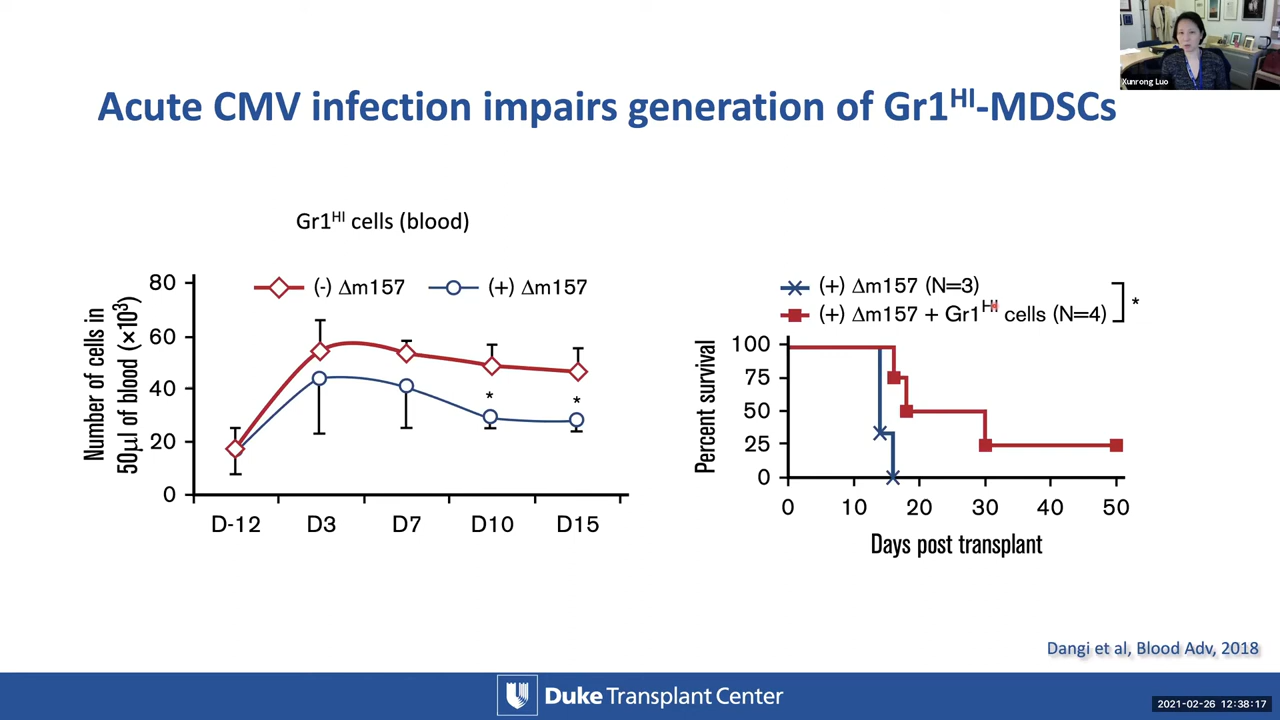 Xunrong Luo
Acute CMV infection impairs generation of Gr1ᴴᴵ-MDSCs
Gr1ᴴᴵ cells (blood)
Number of cells in
50µl of blood (×10³)
80
60
40
20
0
(-) Δm157
(+) Δm157
*
*
D-12
D3
D7
D10
D15
(+) Δm157 (N=3)
(+) Δm157 + Gr1ᴴᴵ cells (N=4)
*
Percent survival
100
75
50
25
0
0
10
20
30
40
50
Days post transplant
Dangi et al, Blood Adv, 2018
Duke Transplant Center
2021-02-26 12:38:17